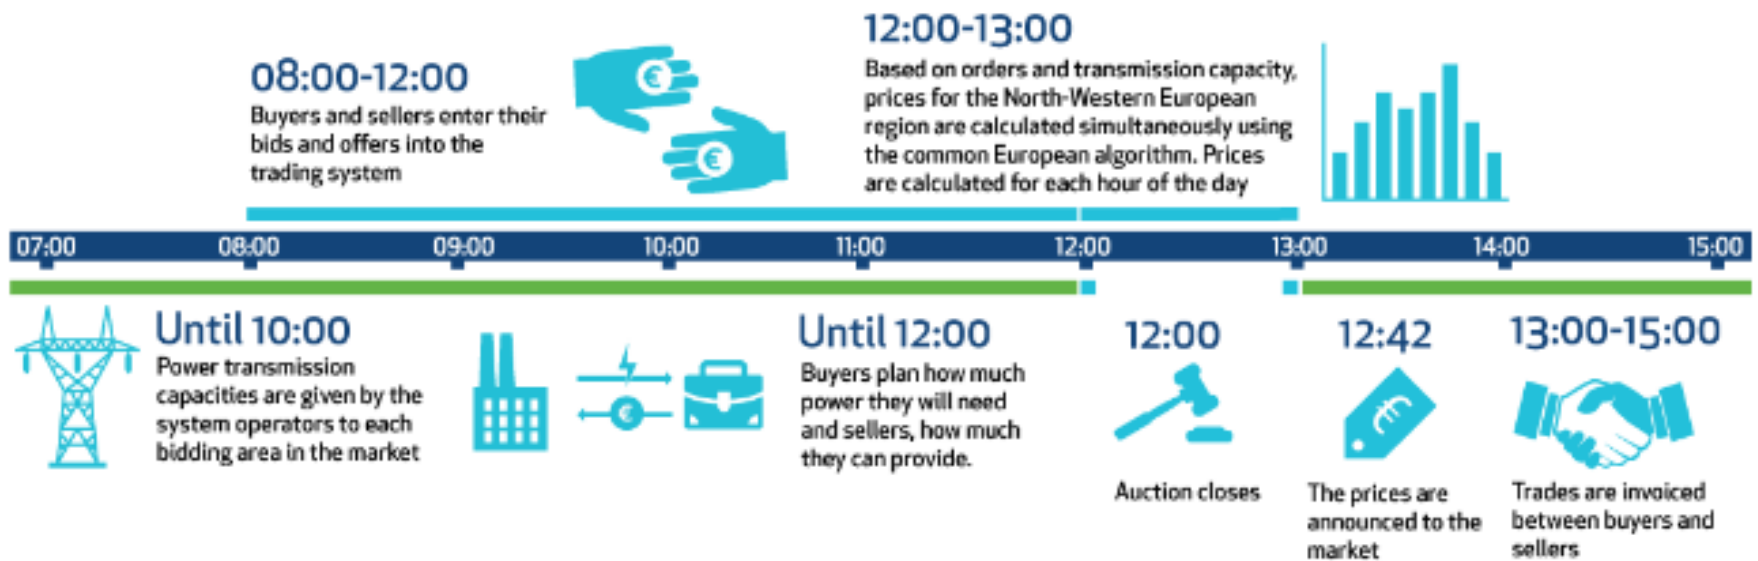 08:00-12:00
Buyers and sellers enter their
bids and offers into the
trading system
€
€
12:00-13:00
Based on orders and transmission capacity,
prices for the North-Western European
region are calculated simultaneously using
the common European algorithm. Prices
are calculated for each hour of the day
07:00 08:00 09:00 10:00 11:00 12:00 13:00 14:00 15:00
Until 10:00
Power transmission
capacities are given by the
system operators to each
bidding area in the market
€
Until 12:00
Buyers plan how much
power they will need
and sellers, how much
they can provide.
12:00
Auction closes
12:42
€
The prices are
announced to the
market
13:00-15:00
Trades are invoiced
between buyers and
sellers